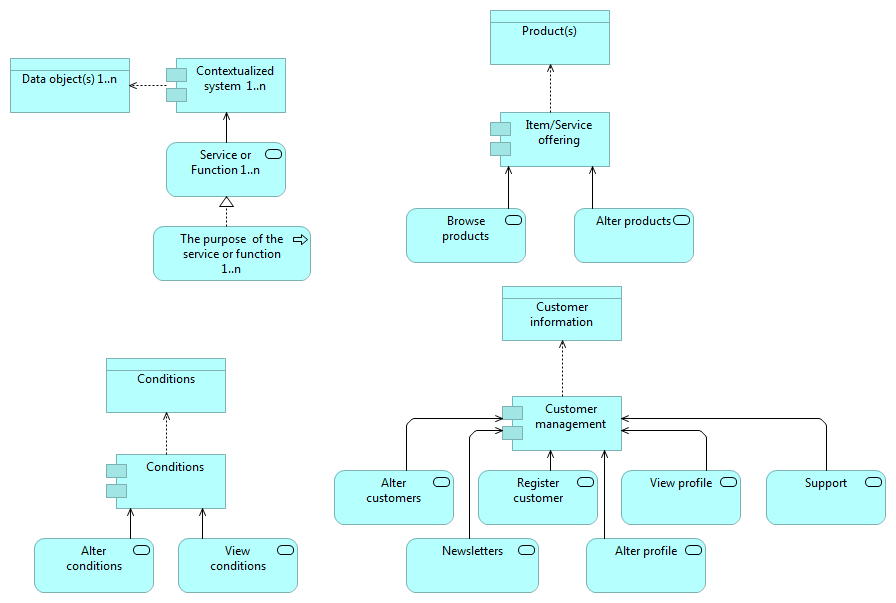 Product(s)
Data object(s) 1..n
Contextualized
system 1..n
Item/Service
offering
Service or
Function 1..n
Browse
products
Alter products
The purpose of the
service or function
1..n
Customer
information
Conditions
Customer
management
Conditions
Alter
customers
Register
customer
View profile
Support
Alter
conditions
View
conditions
Newsletters
Alter profile